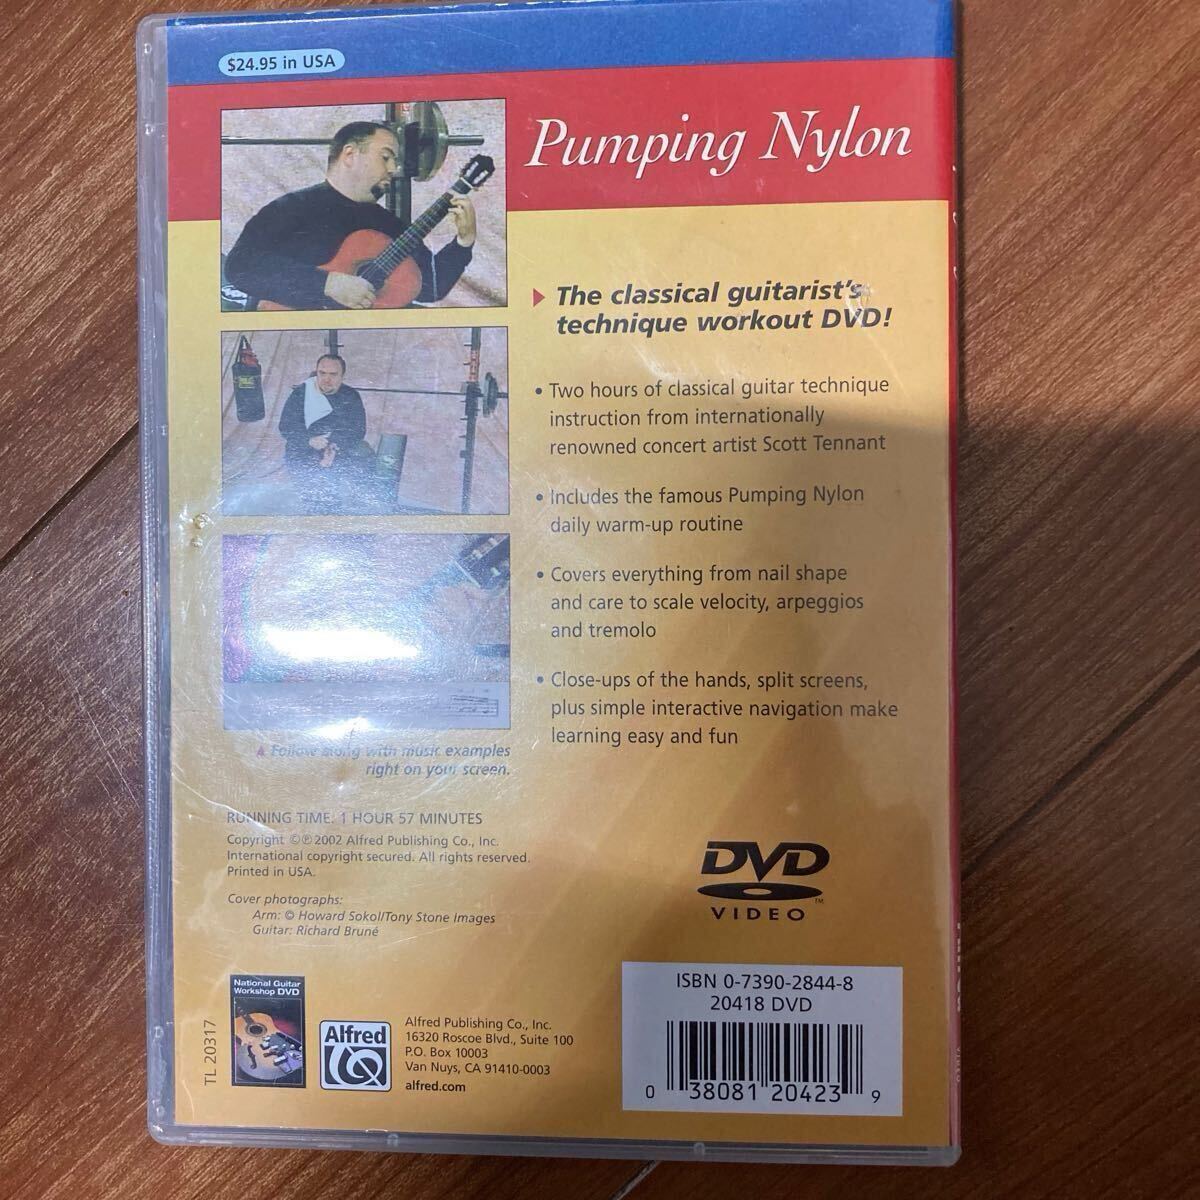 $24.95 in USA
Pumping Nylon
The classical guitarist's
technique workout DVD!
• Two hours of classical guitar technique
instruction from internationally
renowned concert artist Scott Tennant
• Includes the famous Pumping Nylon
daily warm-up routine
• Covers everything from nail shape
and care to scale velocity, arpeggios
and tremolo
• Close-ups of the hands, split screens,
plus simple interactive navigation make
learning easy and fun
Follow along with music examples
right on your screen.
RUNNING TIME: 1 HOUR 57 MINUTES
Copyright ©℗2002 Alfred Publishing Co., Inc.
International copyright secured. All rights reserved.
Printed in USA.
Cover photographs:
Arm: © Howard Sokol/Tony Stone Images
Guitar: Richard Bruné
DVD
VIDEO
TM
TL 20317
National Guitar
Workshop DVD
Alfred
Alfred Publishing Co., Inc.
16320 Roscoe Blvd., Suite 100
P.O. Box 10003
Van Nuys, CA 91410-0003
alfred.com
ISBN 0-7390-2844-8
20418 DVD
0 38081 20423 9